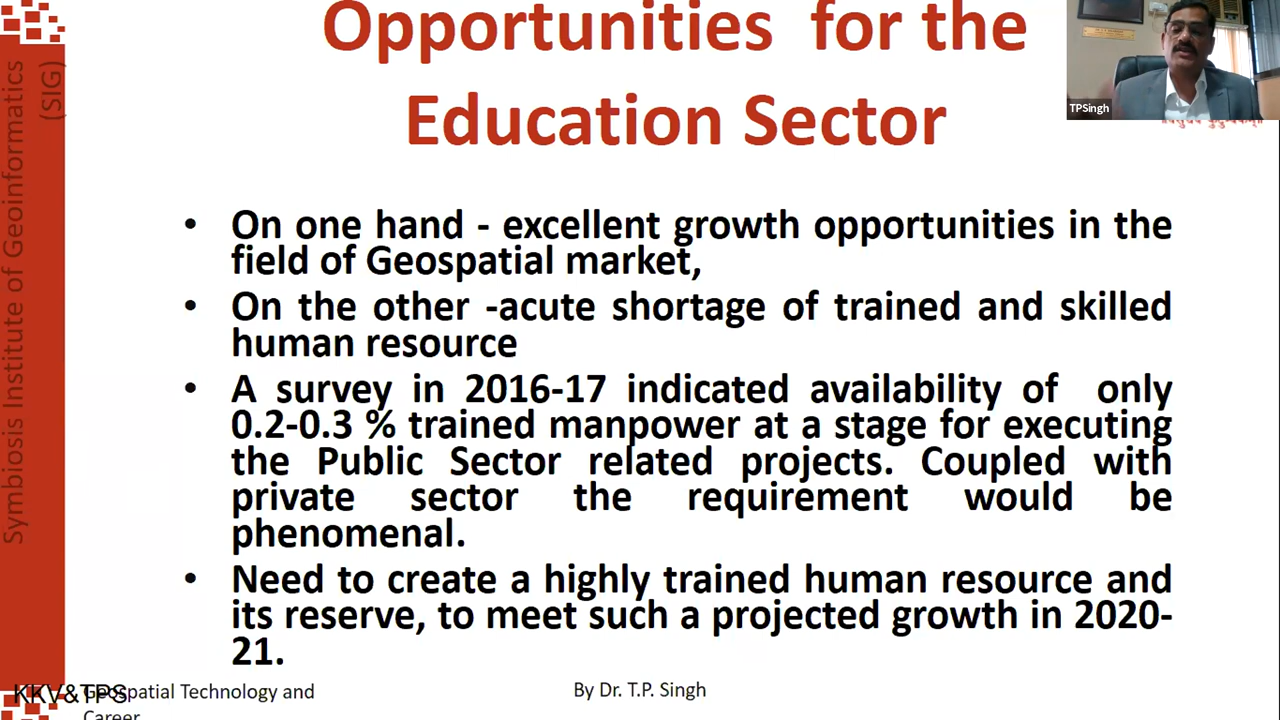 Opportunities for the
Education Sector
TPSingh
Symbiosis Institute of Geoinformatics
(SIG)
• On one hand - excellent growth opportunities in the
field of Geospatial market,
• On the other -acute shortage of trained and skilled
human resource
• A survey in 2016-17 indicated availability of only
0.2-0.3 % trained manpower at a stage for executing
the Public Sector related projects. Coupled with
private sector the requirement would be
phenomenal.
• Need to create a highly trained human resource and
its reserve, to meet such a projected growth in 2020-
21.
KKV&TPS
Geospatial Technology and
Career
By Dr. T.P. Singh